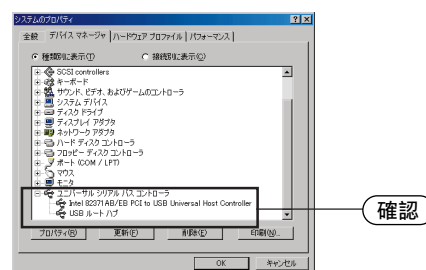 システムのプロパティ
全般 デバイス マネージャ ハードウェア プロファイル パフォーマンス
種類別に表示(T) 接続別に表示(C)
SCSI controllers
キーボード
サウンド、ビデオ、およびゲームのコントローラ
システム デバイス
ディスク ドライブ
ディスプレイ アダプタ
ネットワーク アダプタ
ハード ディスク コントローラ
フロッピー ディスク コントローラ
ポート (COM / LPT)
マウス
モニタ
ユニバーサル シリアル バス コントローラ
Intel 82371AB/EB PCI to USB Universal Host Controller
USB ルート ハブ
確認
プロパティ(R) 更新(F) 削除(E) 印刷(N)...
OK キャンセル